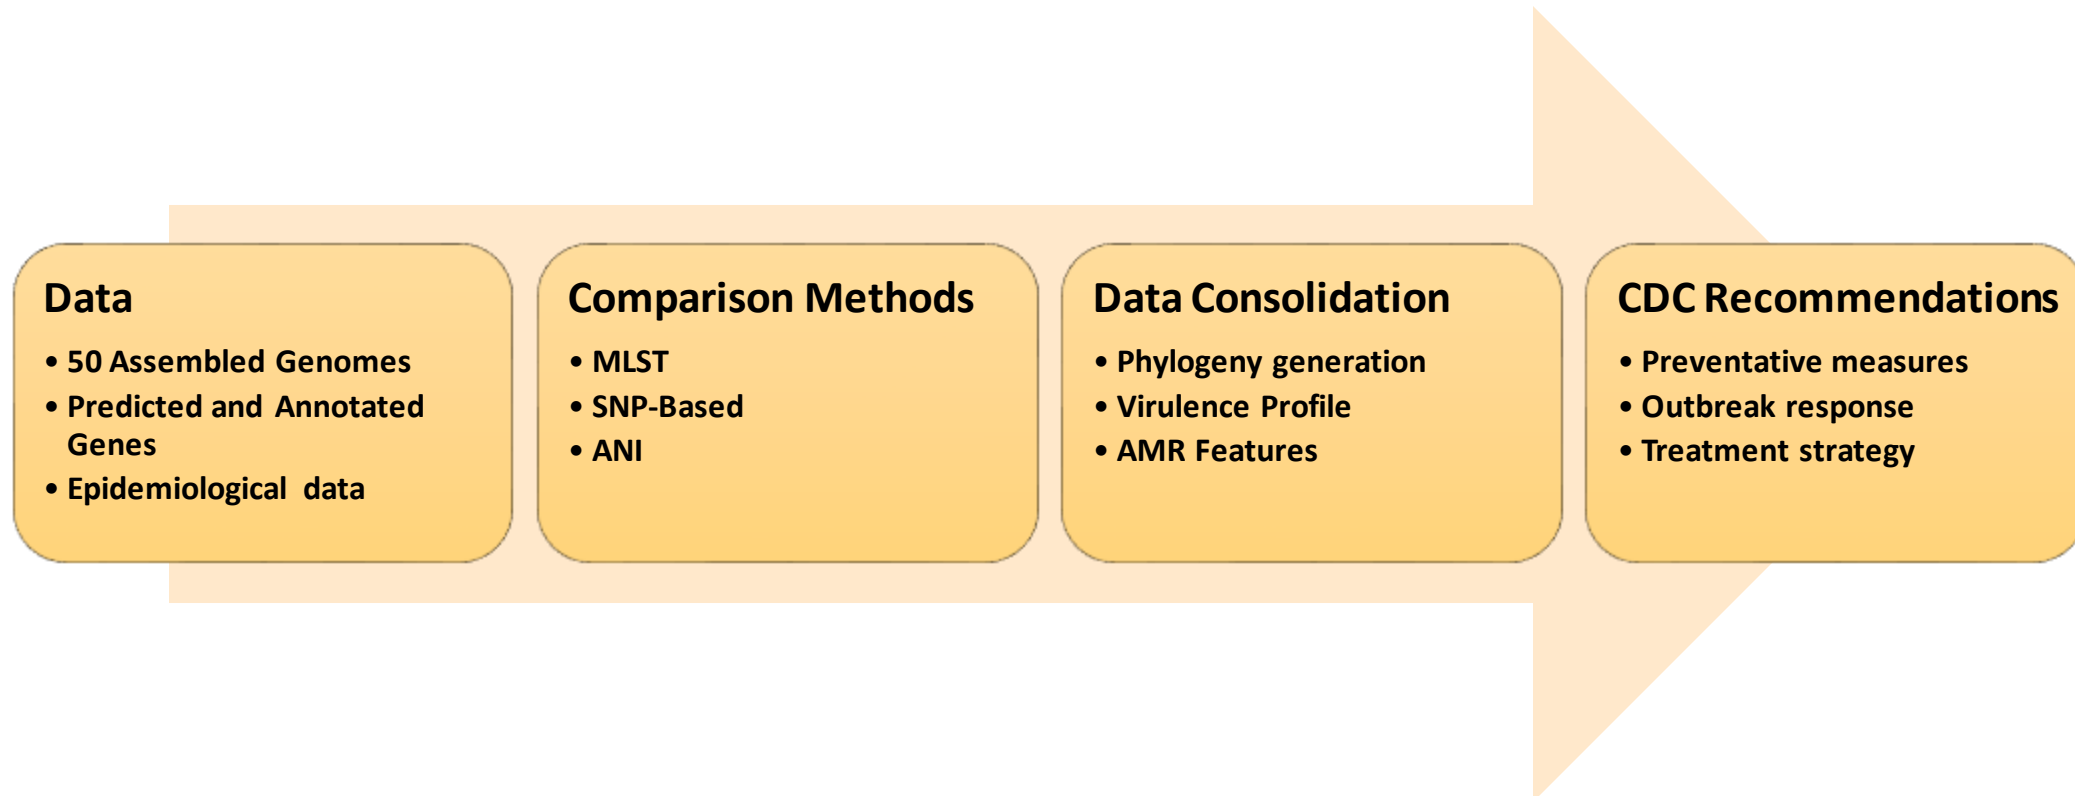 Data
• 50 Assembled Genomes
• Predicted and Annotated
Genes
• Epidemiological data
Comparison Methods
• MLST
• SNP-Based
• ANI
Data Consolidation
• Phylogeny generation
• Virulence Profile
• AMR Features
CDC Recommendations
• Preventative measures
• Outbreak response
• Treatment strategy